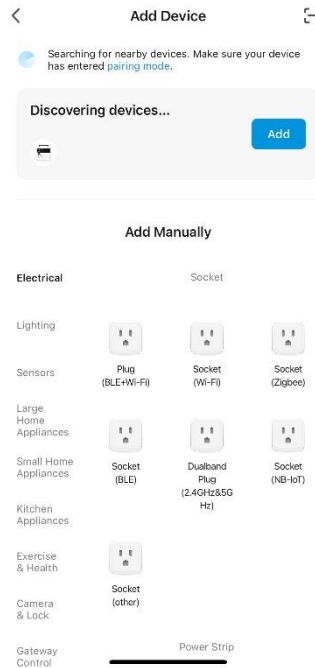 Add Device
Searching for nearby devices. Make sure your device
has entered pairing mode.
Discovering devices...
Add
Add Manually
Electrical
Socket
Lighting
Plug
(BLE+Wi-Fi)
Socket
(Wi-Fi)
Socket
(Zigbee)
Sensors
Large
Home
Appliances
Small Home
Appliances
Socket
(BLE)
Dualband
Plug
(2.4GHz&5G
Hz)
Socket
(NB-IoT)
Kitchen
Appliances
Exercise
& Health
Socket
(other)
Camera
& Lock
Gateway
Control
Power Strip